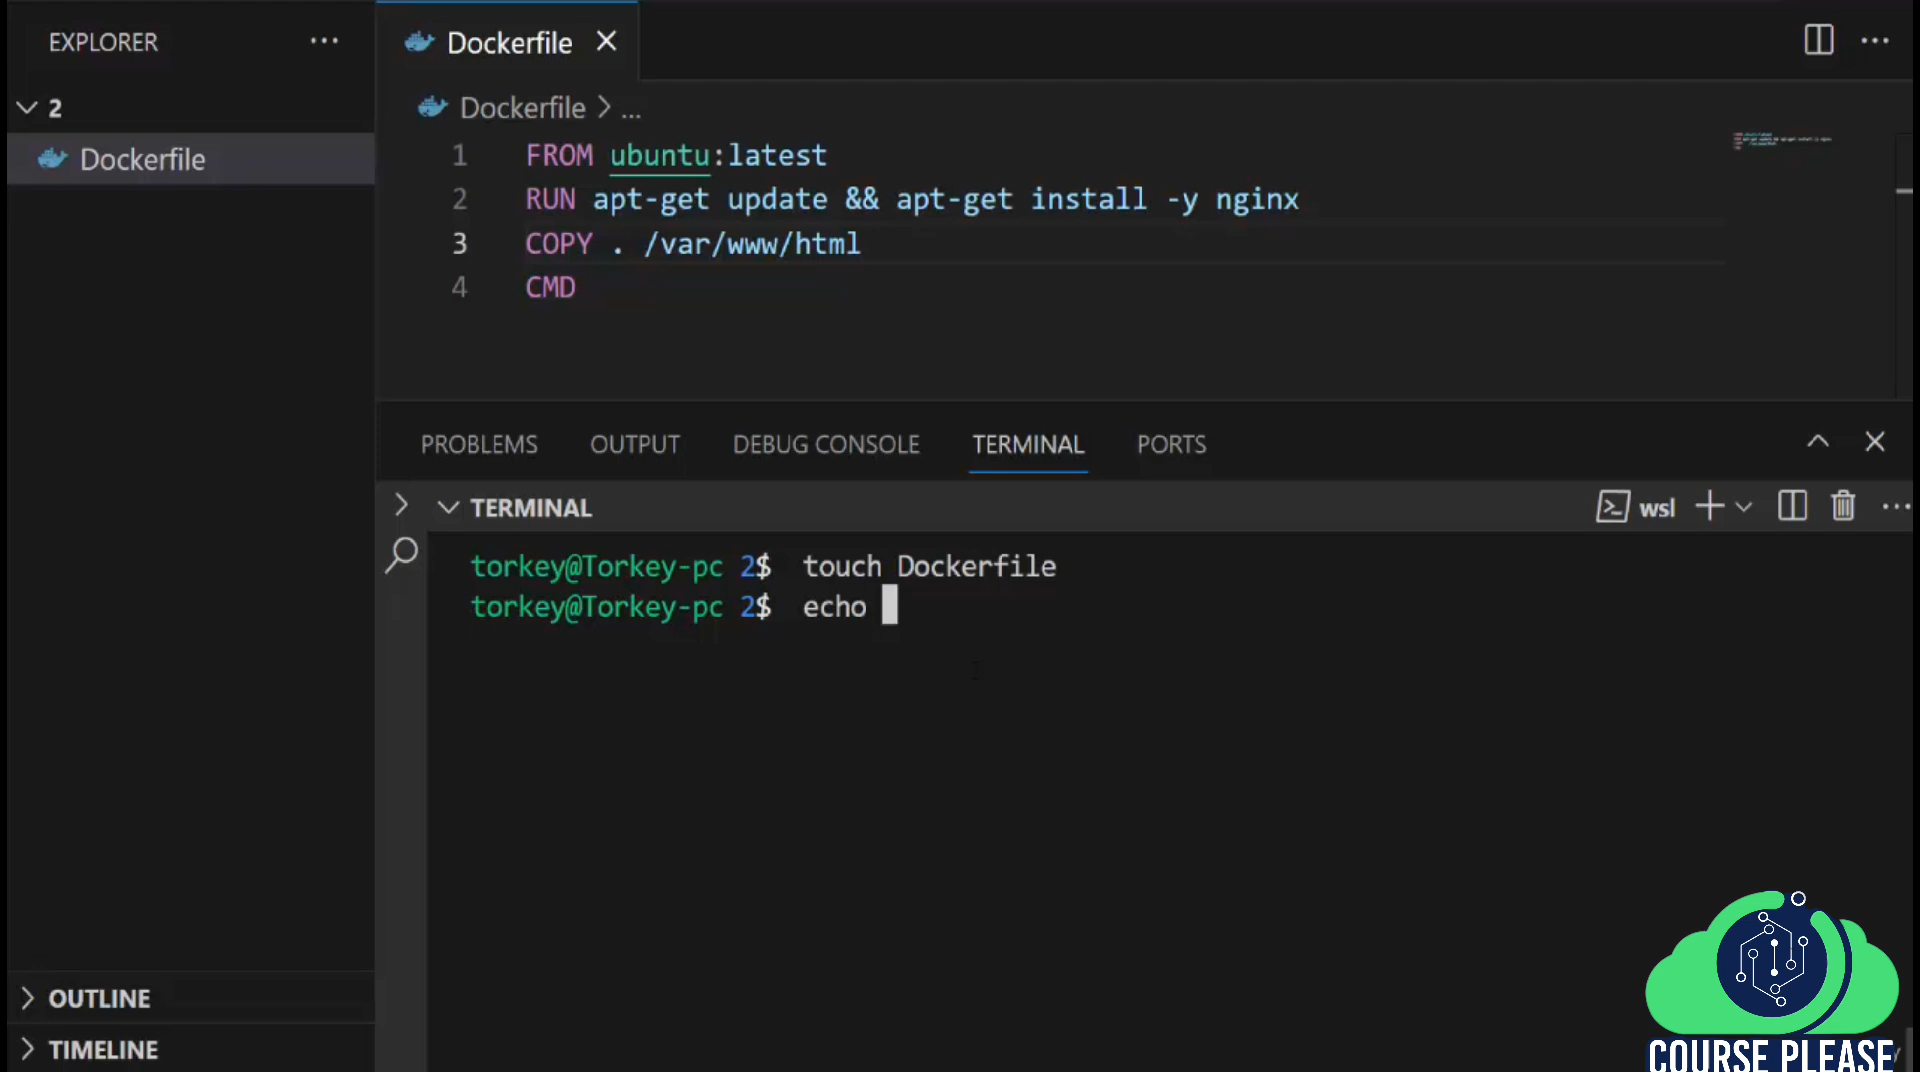 EXPLORER
Dockerfile
2
Dockerfile
Dockerfile > ...
1 FROM ubuntu:latest
2 RUN apt-get update && apt-get install -y nginx
3 COPY . /var/www/html
4 CMD
PROBLEMS OUTPUT DEBUG CONSOLE TERMINAL PORTS
TERMINAL
wsl
torkey@Torkey-pc 2$ touch Dockerfile
torkey@Torkey-pc 2$ echo
OUTLINE
TIMELINE
COURSE PLEASE